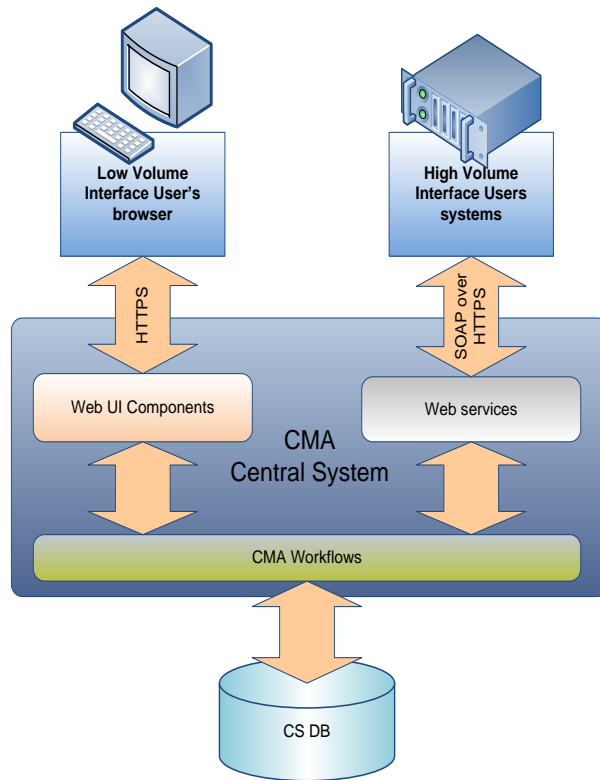 Low Volume
Interface User's
browser
High Volume
Interface Users
systems
HTTPS
SOAP over
HTTPS
Web UI Components
Web services
CMA
Central System
CMA Workflows
CS DB